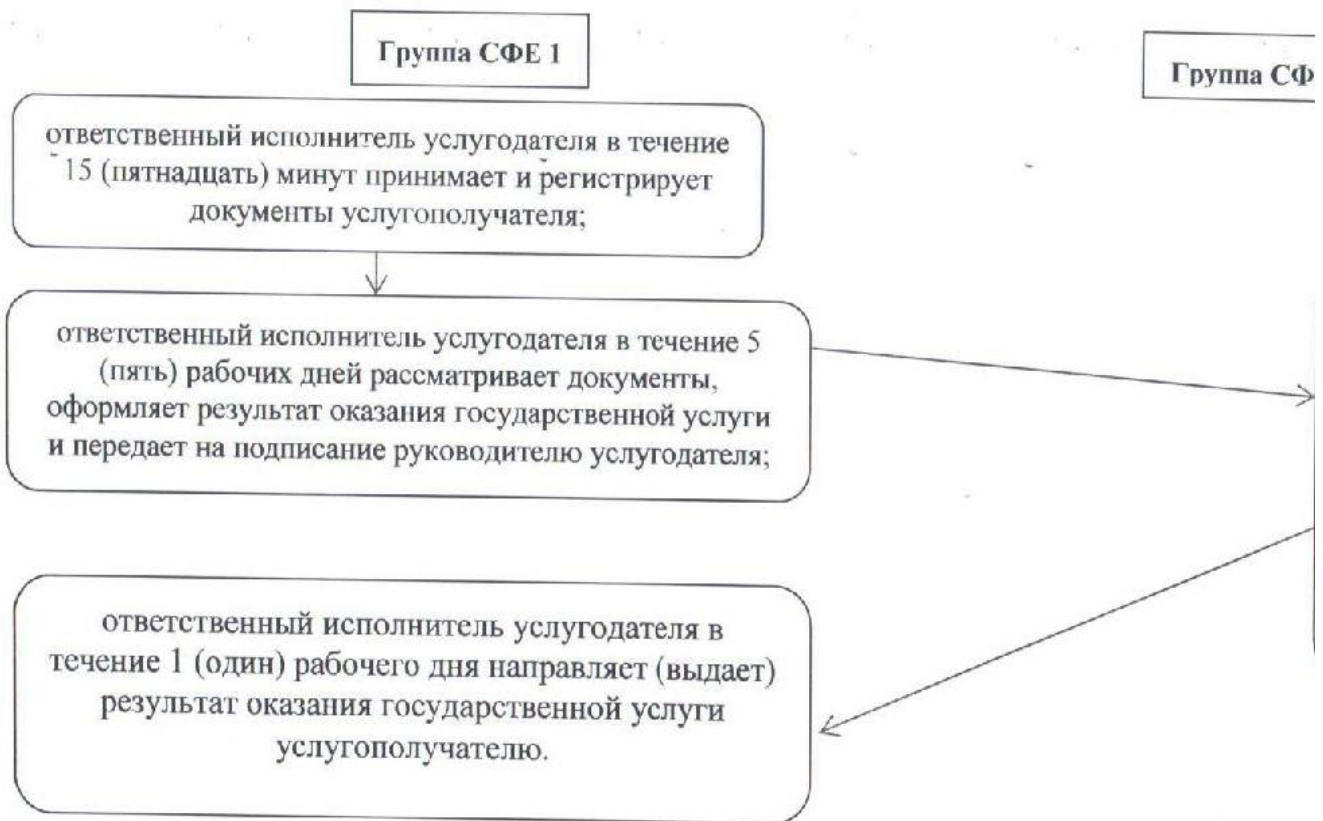 Группа СФЕ 1
Группа СФ
ответственный исполнитель услугодателя в течение
15 (пятнадцать) минут принимает и регистрирует
документы услугополучателя;
ответственный исполнитель услугодателя в течение 5
(пять) рабочих дней рассматривает документы,
оформляет результат оказания государственной услуги
и передает на подписание руководителю услугодателя;
ответственный исполнитель услугодателя в
течение 1 (один) рабочего дня направляет (выдает)
результат оказания государственной услуги
услугополучателю.